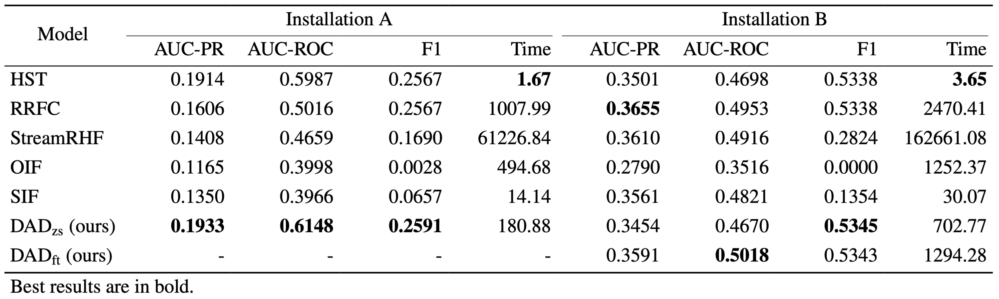 Installation A Installation B
Model
AUC-PR AUC-ROC F1 Time AUC-PR AUC-ROC F1 Time
HST 0.1914 0.5987 0.2567 1.67 0.3501 0.4698 0.5338 3.65
RRFC 0.1606 0.5016 0.2567 1007.99 0.3655 0.4953 0.5338 2470.41
StreamRHF 0.1408 0.4659 0.1690 61226.84 0.3610 0.4916 0.2824 162661.08
OIF 0.1165 0.3998 0.0028 494.68 0.2790 0.3516 0.0000 1252.37
SIF 0.1350 0.3966 0.0657 14.14 0.3561 0.4821 0.1354 30.07
DADzs (ours) 0.1933 0.6148 0.2591 180.88 0.3454 0.4670 0.5345 702.77
DADft (ours) - - - - 0.3591 0.5018 0.5343 1294.28
Best results are in bold.